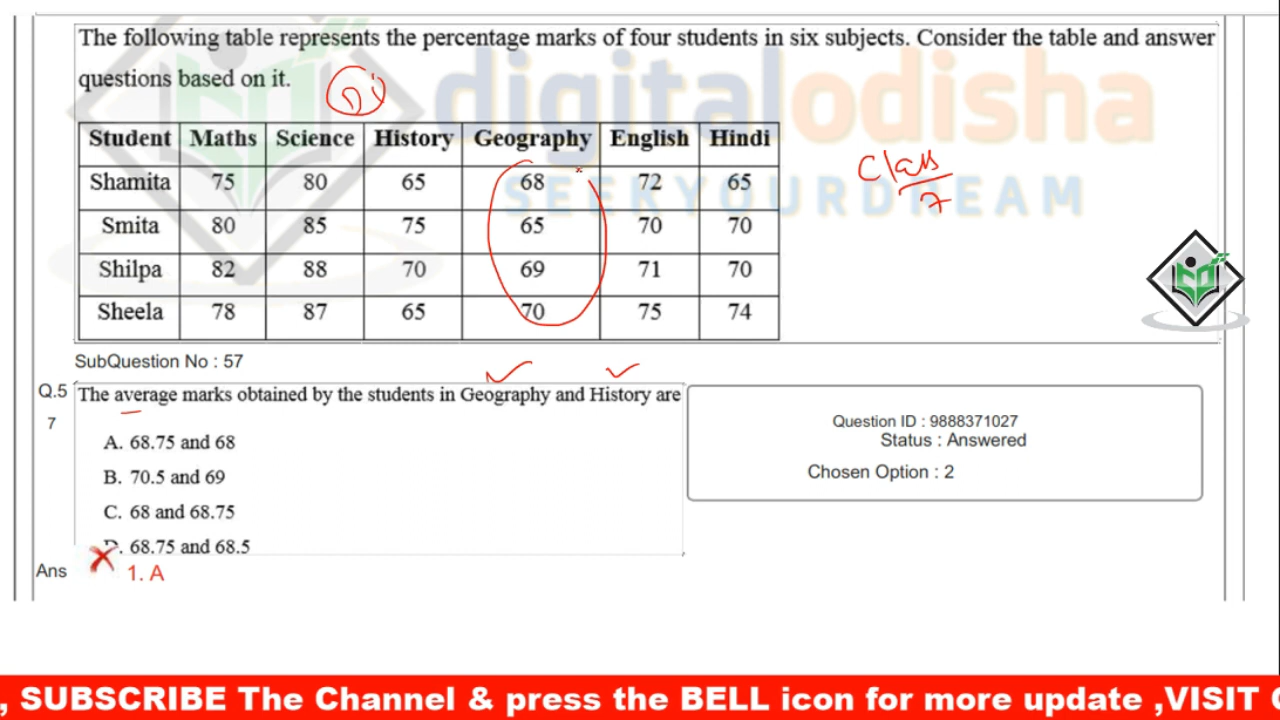 The following table represents the percentage marks of four students in six subjects. Consider the table and answer
questions based on it.
digitalodisha
SEEKYOURDREAM
Student Maths Science History Geography English Hindi
Shamita 75 80 65 68 72 65
Smita 80 85 75 65 70 70
Shilpa 82 88 70 69 71 70
Sheela 78 87 65 70 75 74
Class
7
SubQuestion No : 57
Q.5
7
The average marks obtained by the students in Geography and History are
A. 68.75 and 68
B. 70.5 and 69
C. 68 and 68.75
D. 68.75 and 68.5
Question ID : 9888371027
Status : Answered
Chosen Option : 2
Ans
1. A
, SUBSCRIBE The Channel & press the BELL icon for more update ,VISIT